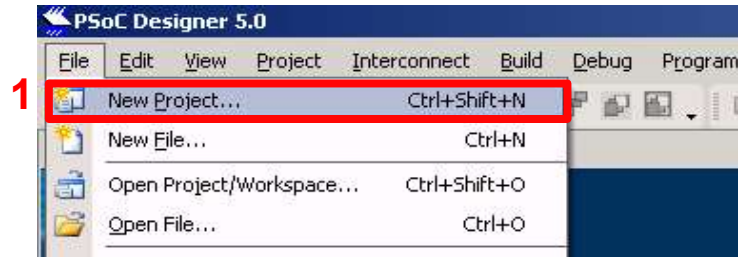 PSoC Designer 5.0
File Edit View Project Interconnect Build Debug Program
1 New Project... Ctrl+Shift+N
New File... Ctrl+N
Open Project/Workspace... Ctrl+Shift+O
Open File... Ctrl+O